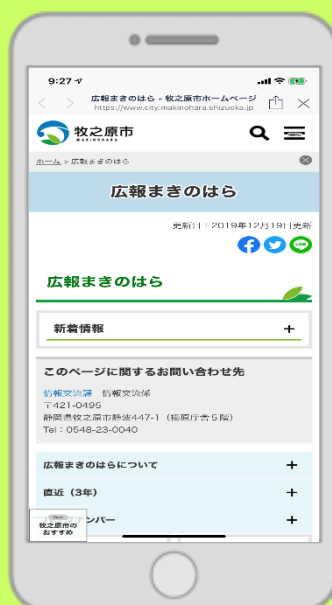 9:27
広報まきのはら - 牧之原市ホームページ
https://www.city.makinohara.shizuoka.jp
牧之原市
MAKINOHARA
ホーム > 広報まきのはら
広報まきのはら
更新日：2019年12月19日更新
広報まきのはら
新着情報 +
このページに関するお問い合わせ先
情報交流課 情報交流係
〒421-0495
静岡県牧之原市静波447-1 （榛原庁舎5階）
Tel：0548-23-0040
広報まきのはらについて +
直近（3年） +
ンバー +
牧之原市の
おすすめ